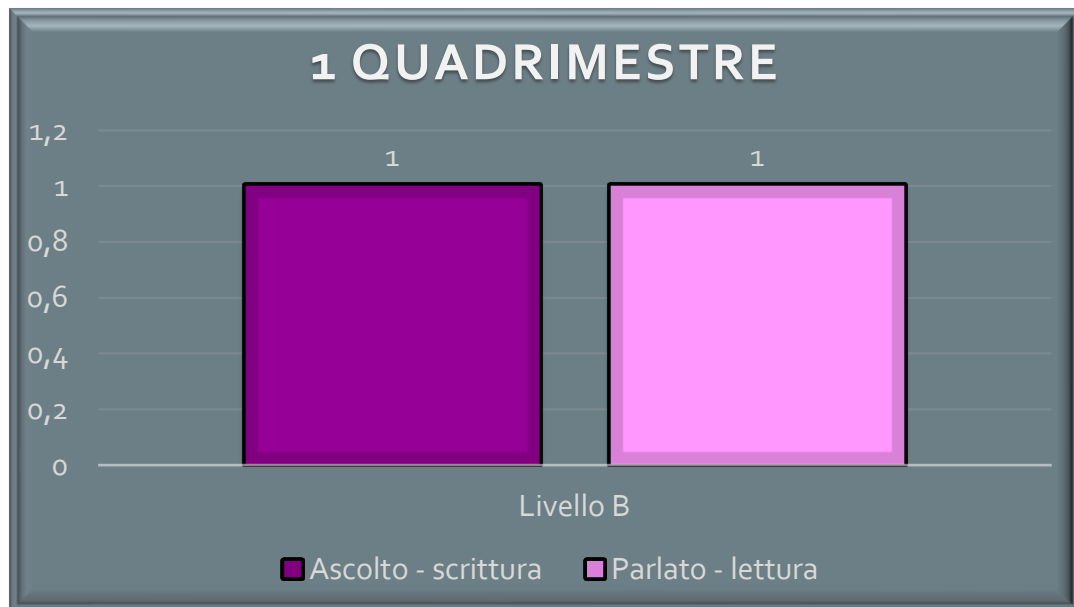 1 QUADRIMESTRE
1,2
1
0,8
0,6
0,4
0,2
0
1 1
Livello B
Ascolto - scrittura Parlato - lettura